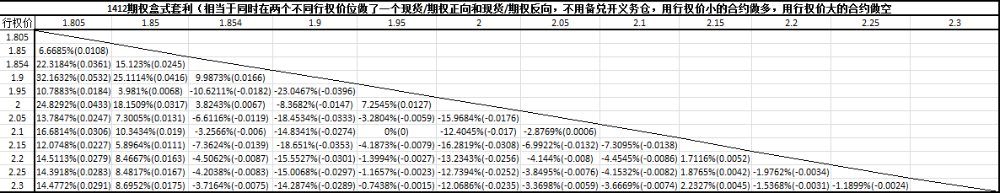 1412期权盒式套利（相当于同时在两个不同行权价位做了一个现货/期权正向和现货/期权反向，不用备兑开义务仓，用行权价小的合约做多，用行权价大的合约做空
行权价 1.805 1.85 1.854 1.9 1.95 2 2.05 2.1 2.15 2.2 2.25 2.3
1.805
1.85 6.6685%(0.0108)
1.854 22.3184%(0.0361) 15.123%(0.0245)
1.9 32.1632%(0.0532) 25.1114%(0.0416) 9.9873%(0.0166)
1.95 10.7883%(0.0184) 3.981%(0.0068) -10.6211%(-0.0182) -23.0467%(-0.0396)
2 24.8292%(0.0433) 18.1509%(0.0317) 3.8243%(0.0067) -8.3682%(-0.0147) 7.2545%(0.0127)
2.05 13.7847%(0.0247) 7.3005%(0.0131) -6.6116%(-0.0119) -18.4534%(-0.0333) -3.2804%(-0.0059) -15.9684%(-0.0176)
2.1 16.6814%(0.0306) 10.3434%(0.019) -3.2566%(-0.006) -14.8341%(-0.0274) 0%(0) -12.4045%(-0.017) -2.8769%(0.0006)
2.15 12.0748%(0.0227) 5.8964%(0.0111) -7.3624%(-0.0139) -18.651%(-0.0353) -4.1873%(-0.0079) -16.2819%(-0.0308) -6.9922%(-0.0132) -7.3095%(-0.0138)
2.2 14.5113%(0.0279) 8.4667%(0.0163) -4.5062%(-0.0087) -15.5527%(-0.0301) -1.3994%(-0.0027) -13.2343%(-0.0256) -4.144%(-0.008) -4.4545%(-0.0086) 1.7116%(0.0052)
2.25 14.3918%(0.0283) 8.4817%(0.0167) -4.2038%(-0.0083) -15.0068%(-0.0297) -1.1657%(-0.0023) -12.7394%(-0.0252) -3.8495%(-0.0076) -4.1532%(-0.0082) 1.8765%(0.0042) -1.9762%(-0.0034)
2.3 14.4772%(0.0291) 8.6952%(0.0175) -3.7164%(-0.0075) -14.2874%(-0.0289) -0.7438%(-0.0015) -12.0686%(-0.0235) -3.3698%(-0.0059) -3.6669%(-0.0074) 2.2327%(0.0045) -1.5368%(-0.0031) -1.1899%(-0.0024)